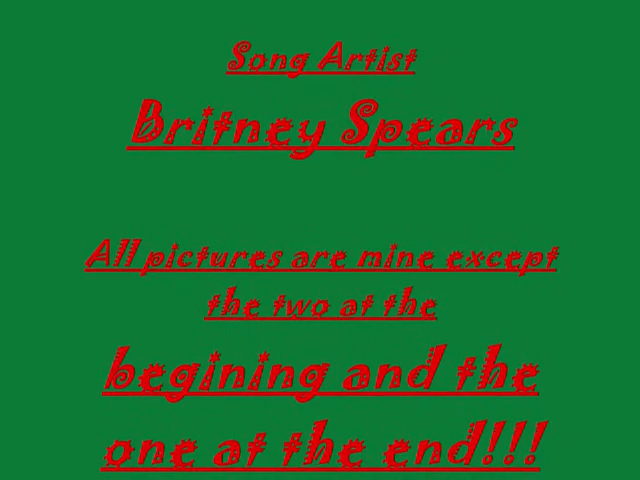 Song Artist
Britney Spears
All pictures are mine except
the two at the
begining and the
one at the end!!!